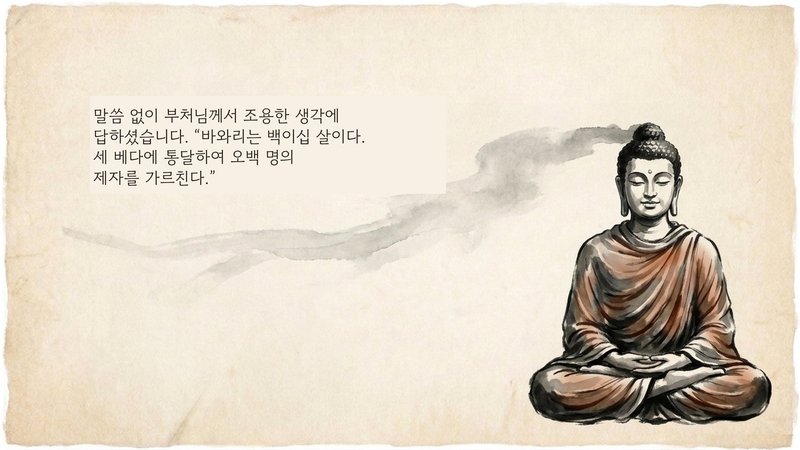 말씀 없이 부처님께서 조용한 생각에
답하셨습니다. “바와리는 백이십 살이다.
세 베다에 통달하여 오백 명의
제자를 가르친다.”